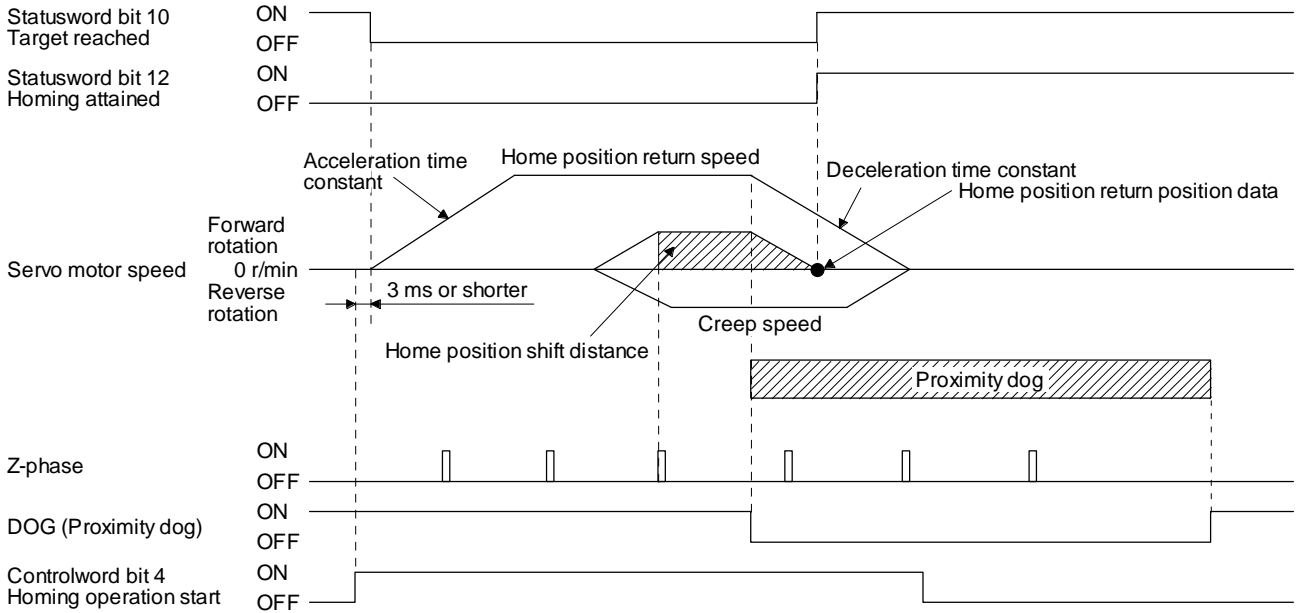 Statusword bit 10
Target reached
ON
OFF
Statusword bit 12
Homing attained
ON
OFF
Acceleration time
constant
Home position return speed
Deceleration time constant
Home position return position data
Forward
rotation
Servo motor speed
0 r/min
Reverse
rotation
3 ms or shorter
Creep speed
Home position shift distance
Proximity dog
Z-phase
ON
OFF
DOG (Proximity dog)
ON
OFF
Controlword bit 4
Homing operation start
ON
OFF